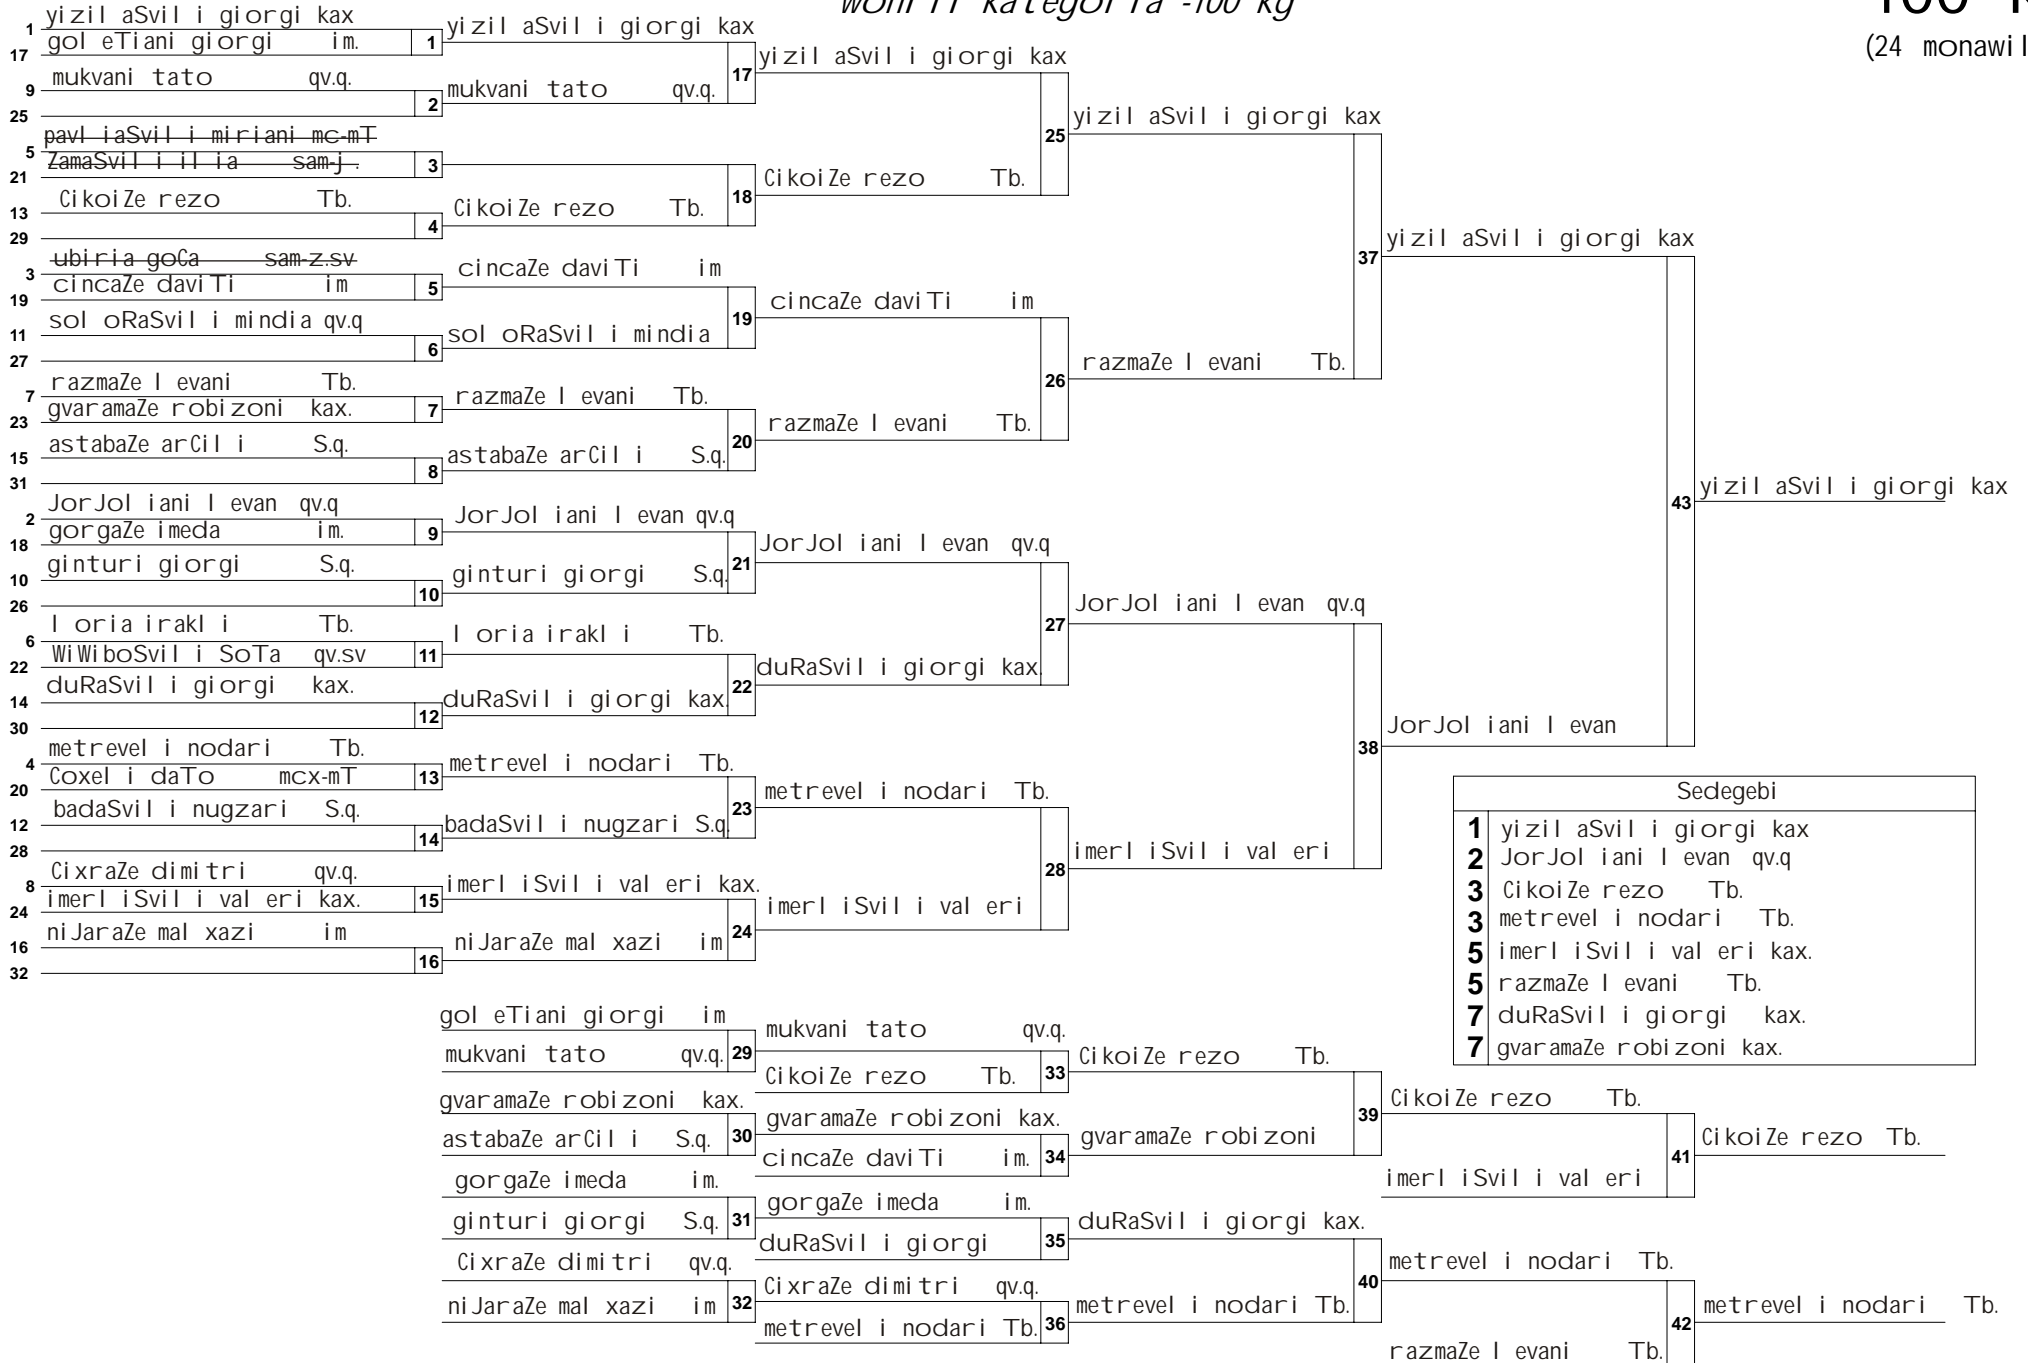 woniTi kategoria -100 kg
(24 monawil
1 yizil aSvil i giorgi kax
17 gol eTiani giorgi im.
1
9 mukvani tato qv.q.
25
2
5 pavl iaSvil i miriani mc-mT
21 ZamaSvil i il ia sam-j.
3
13 CikoiZe rezo Tb.
29
4
3 ubiria goCa sam-z.sv
19 cincaZe daviTi im
5
11 sol oRaSvil i mindia qv.q
27
6
7 razmaZe l evani Tb.
23 gvaramaZe robizoni kax.
7
15 astabaZe arCil i S.q.
31
8
2 JorJol iani l evan qv.q
18 gorgaZe imeda im.
9
10 ginturi giorgi S.q.
26
10
6 l oria irakl i Tb.
22 WiWiboSvil i SoTa qv.sv
11
14 duRaSvil i giorgi kax.
30
12
4 metrevel i nodari Tb.
20 Coxel i daTo mcx-mT
13
12 badaSvil i nugzari S.q.
28
14
8 CixraZe dimitri qv.q.
24 imerl iSvil i val eri kax.
15
16 niJaraZe mal xazi im
32
16
yizil aSvil i giorgi kax
mukvani tato qv.q.
17
CikoiZe rezo Tb.
18
cincaZe daviTi im
sol oRaSvil i mindia
19
razmaZe l evani Tb.
astabaZe arCil i S.q.
20
JorJol iani l evan qv.q
ginturi giorgi S.q.
21
l oria irakl i Tb.
duRaSvil i giorgi kax.
22
metrevel i nodari Tb.
badaSvil i nugzari S.q.
23
imerl iSvil i val eri kax.
niJaraZe mal xazi im
24
yizil aSvil i giorgi kax
CikoiZe rezo Tb.
25
cincaZe daviTi im
razmaZe l evani Tb.
26
JorJol iani l evan qv.q
duRaSvil i giorgi kax.
27
metrevel i nodari Tb.
imerl iSvil i val eri
28
yizil aSvil i giorgi kax
razmaZe l evani Tb.
37
JorJol iani l evan qv.q
imerl iSvil i val eri
38
yizil aSvil i giorgi kax
JorJol iani l evan
43
yizil aSvil i giorgi kax
Sedegebi
1 yizil aSvil i giorgi kax
2 JorJol iani l evan qv.q
3 CikoiZe rezo Tb.
3 metrevel i nodari Tb.
5 imerl iSvil i val eri kax.
5 razmaZe l evani Tb.
7 duRaSvil i giorgi kax.
7 gvaramaZe robizoni kax.
gol eTiani giorgi im
mukvani tato qv.q.
29
gvaramaZe robizoni kax.
astabaZe arCil i S.q.
30
gorgaZe imeda im.
ginturi giorgi S.q.
31
CixraZe dimitri qv.q.
niJaraZe mal xazi im
32
mukvani tato qv.q.
CikoiZe rezo Tb.
33
gvaramaZe robizoni kax.
cincaZe daviTi im.
34
gorgaZe imeda im.
duRaSvil i giorgi
35
CixraZe dimitri qv.q.
metrevel i nodari Tb.
36
CikoiZe rezo Tb.
gvaramaZe robizoni
39
duRaSvil i giorgi kax.
metrevel i nodari Tb.
40
CikoiZe rezo Tb.
imerl iSvil i val eri
41
CikoiZe rezo Tb.
metrevel i nodari Tb.
razmaZe l evani Tb.
42
metrevel i nodari Tb.